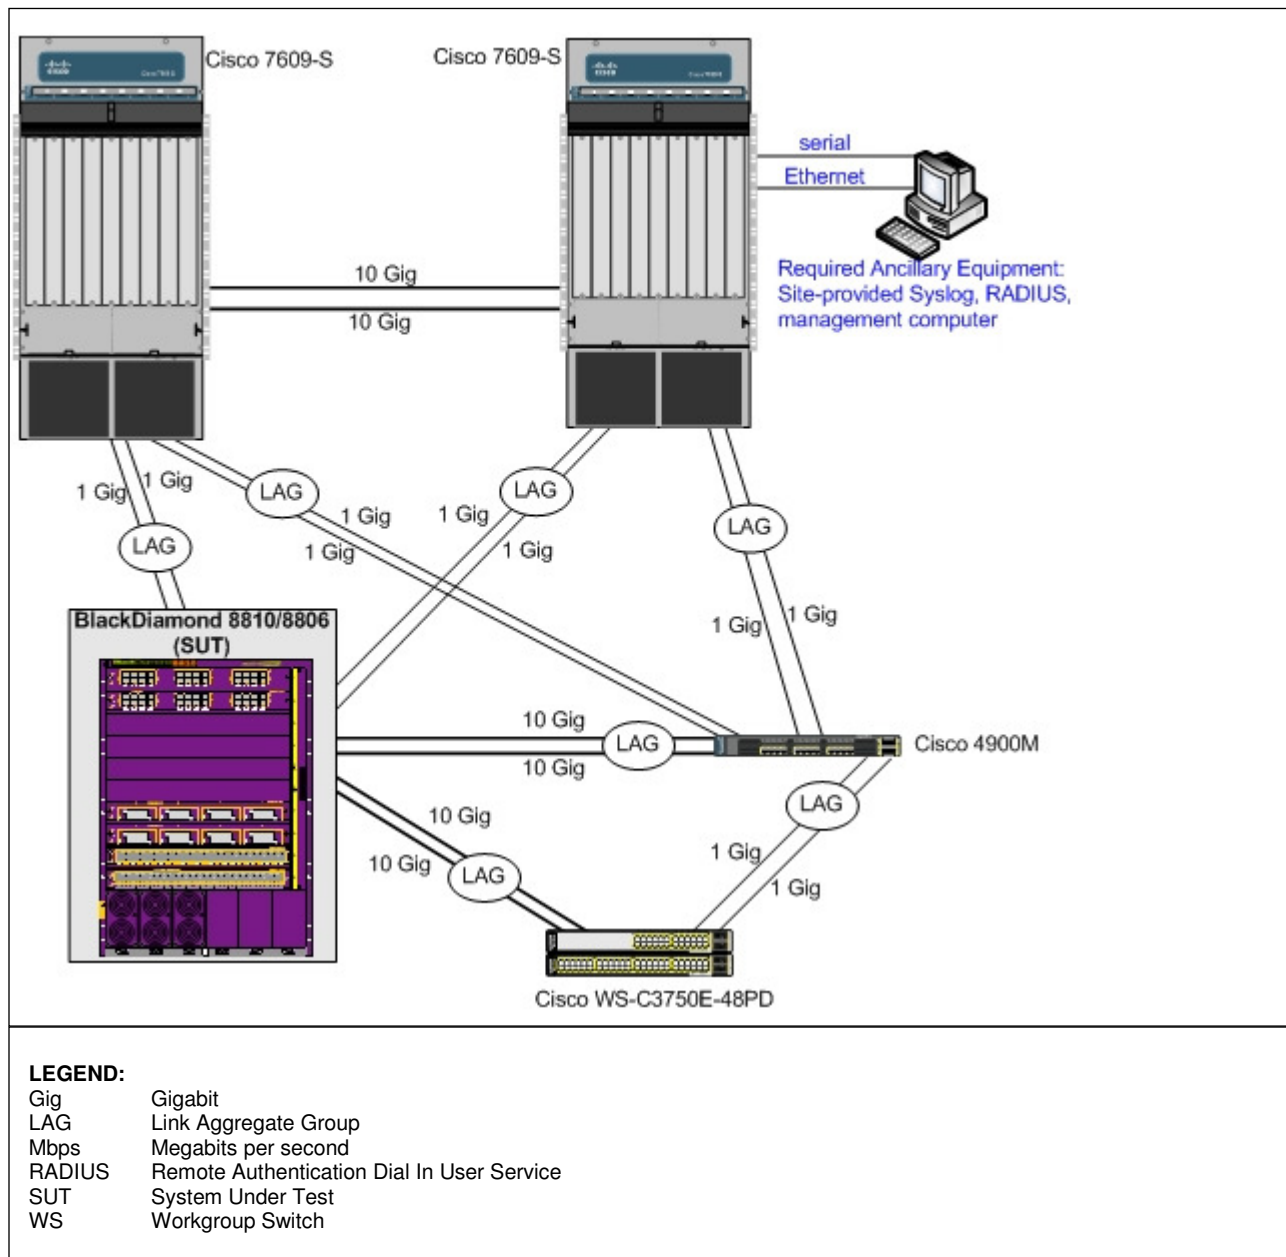 Cisco 7609-S
Cisco 7609-S
serial
Ethernet
Required Ancillary Equipment:
Site-provided Syslog, RADIUS,
management computer
10 Gig
10 Gig
1 Gig
1 Gig
LAG
LAG
1 Gig
1 Gig
LAG
1 Gig
1 Gig
LAG
1 Gig
1 Gig
BlackDiamond 8810/8806
(SUT)
10 Gig
LAG
10 Gig
Cisco 4900M
10 Gig
10 Gig
LAG
LAG
1 Gig
1 Gig
Cisco WS-C3750E-48PD
LEGEND:
Gig Gigabit
LAG Link Aggregate Group
Mbps Megabits per second
RADIUS Remote Authentication Dial In User Service
SUT System Under Test
WS Workgroup Switch